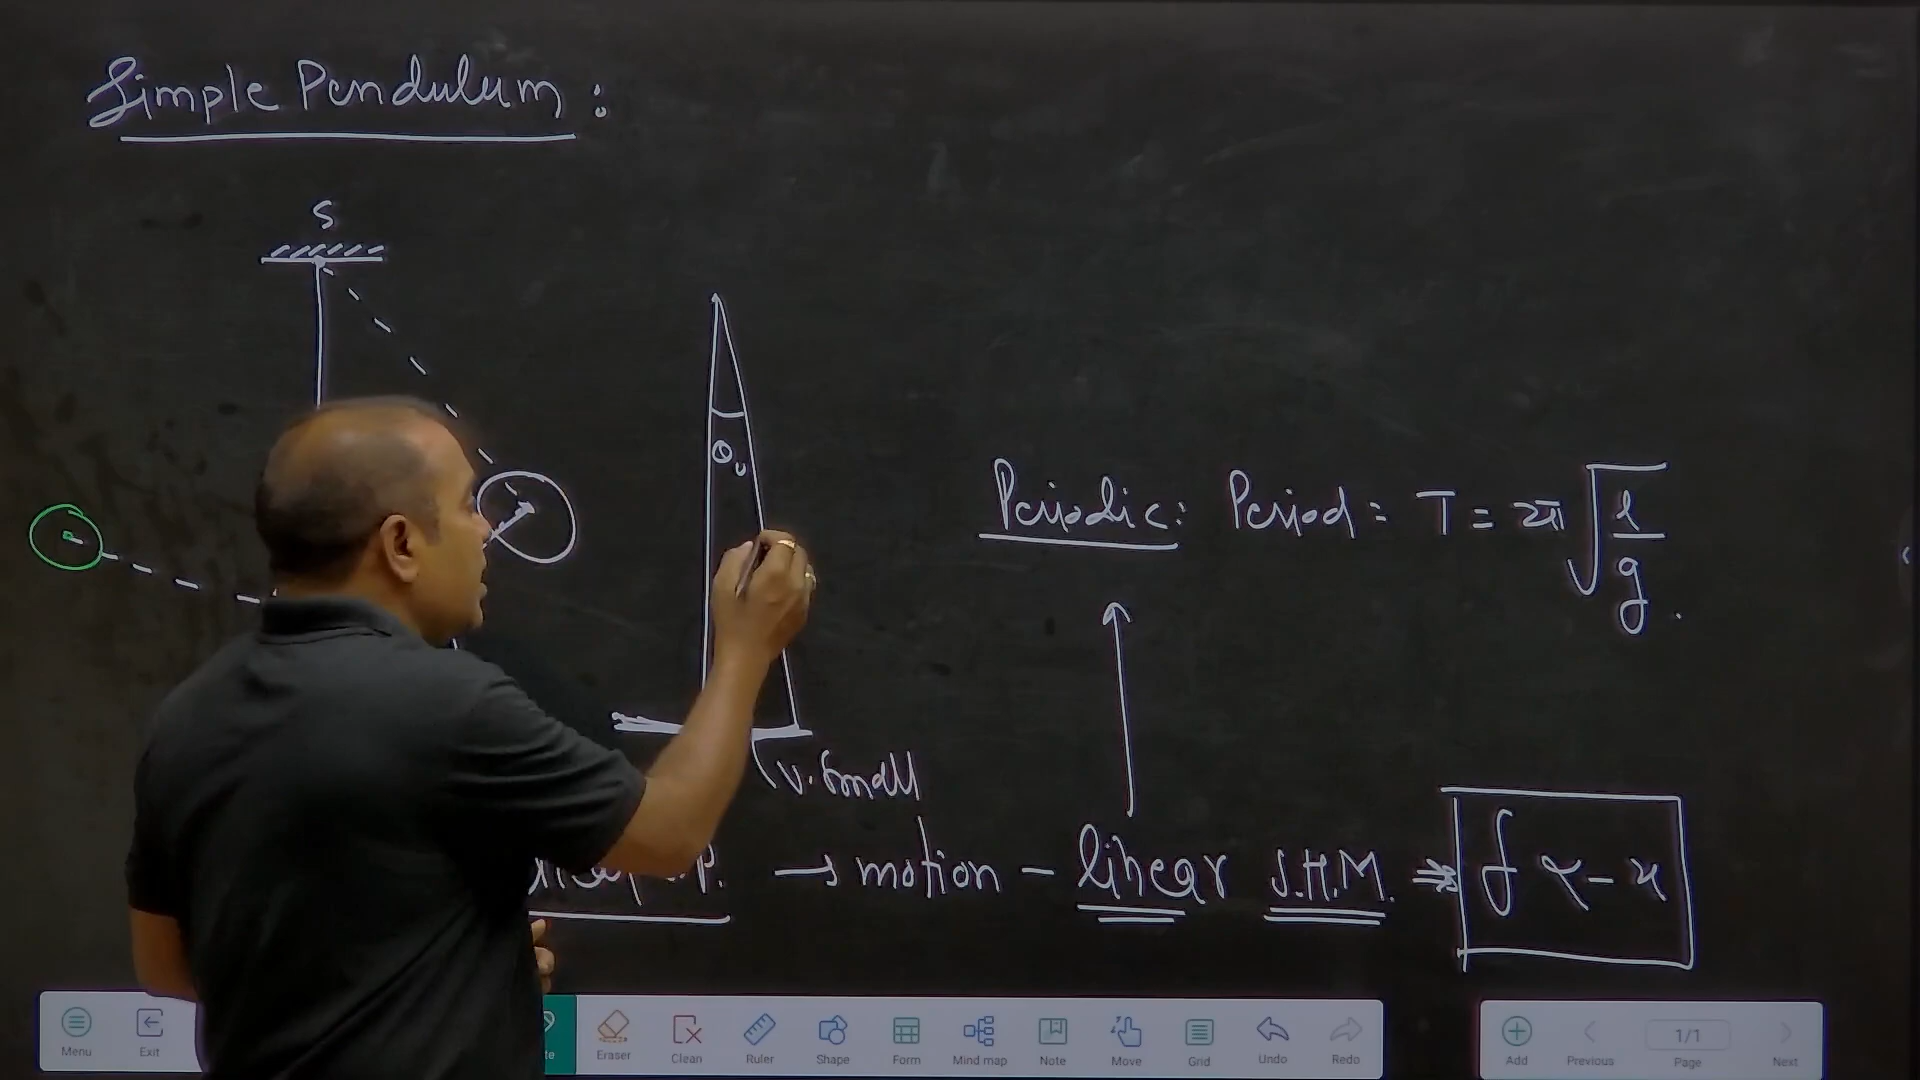 Simple Pendulum :
S
θ₀
Periodic: Period = T = 2π √(l/g) .
(v. small
P. → motion - linear S.H.M. ⇒ f ∝ - x
Menu Exit Eraser Clean Ruler Shape Form Mind map Note Move Grid Undo Redo Add Previous 1/1 Page Next